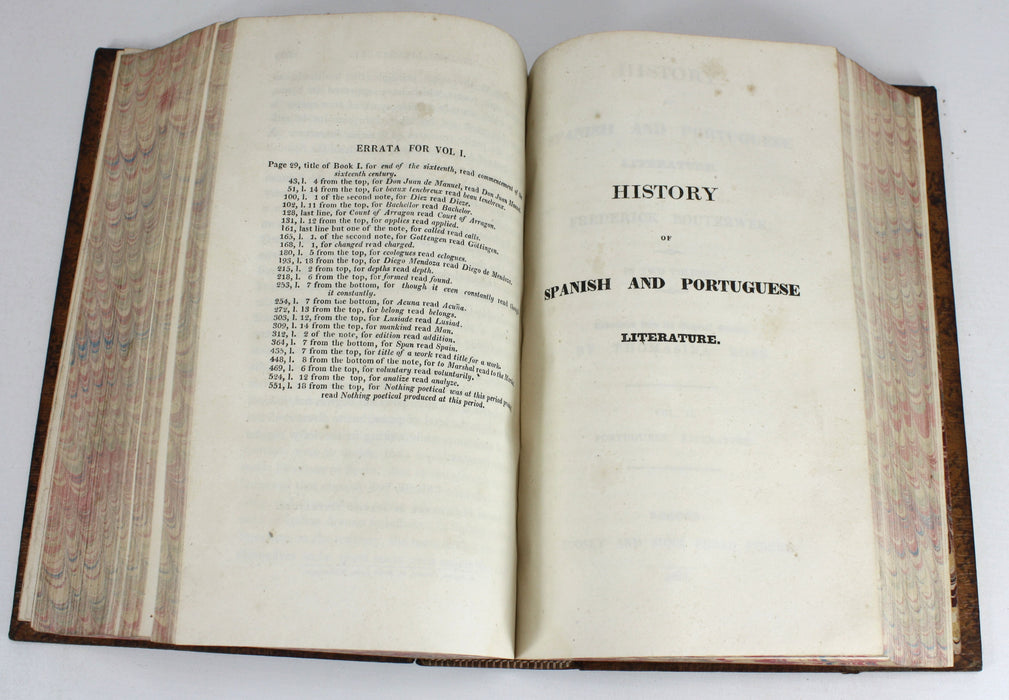 ERRATA FOR VOL I.
Page 29, title of Book I. for end of the sixteenth, read commencement of the
sixteenth century.
43, l. 4 from the top, for Don Juan de Manuel, read Don Juan Manuel.
51, l. 14 from the top, for beaux tenebreux read beau tenebreux.
100, l. 1 of the second note, for Diez read Dieze.
102, l. 11 from the top, for Bacheilor read Bachelor.
128, last line, for Count of Arragon read Court of Arragon.
131, l. 12 from the top, for applies read applied.
161, last line but one of the note, for called read calls.
165, l. 1. of the second note, for Gottengen read Göttingen.
168, l. 1, for changed read charged.
180, l. 5 from the top, for ecologues read eclogues.
193, l. 18 from the top, for Diego Mendoza read Diego de Mendoza.
215, l. 2 from the top, for depths read depth.
218, l. 6 from the top, for formed read found.
253, l. 7 from the bottom, for though it even constantly read though
it constantly.
254, l. 7 from the bottom, for Acuna read Acuña.
272, l. 13 from the top, for belong read belongs.
303, l. 12, from the top, for Lusiade read Lusiad.
309, l. 14 from the top, for mankind read Man.
312, l. 2 of the note, for edition read addition.
364, l. 7 from the bottom, for Span read Spain.
435, l. 7 from the top, for title of a work read title for a work.
448, l. 8 from the bottom of the note, for to Marshal read to the Marshal.
469, l. 6 from the top, for voluntary read voluntarily.
524, l. 12 from the top, for analize read analyze.
551, l. 18 from the top, for Nothing poetical was at this period
read Nothing poetical produced at this period.
HISTORY
OF
SPANISH AND PORTUGUESE
LITERATURE.